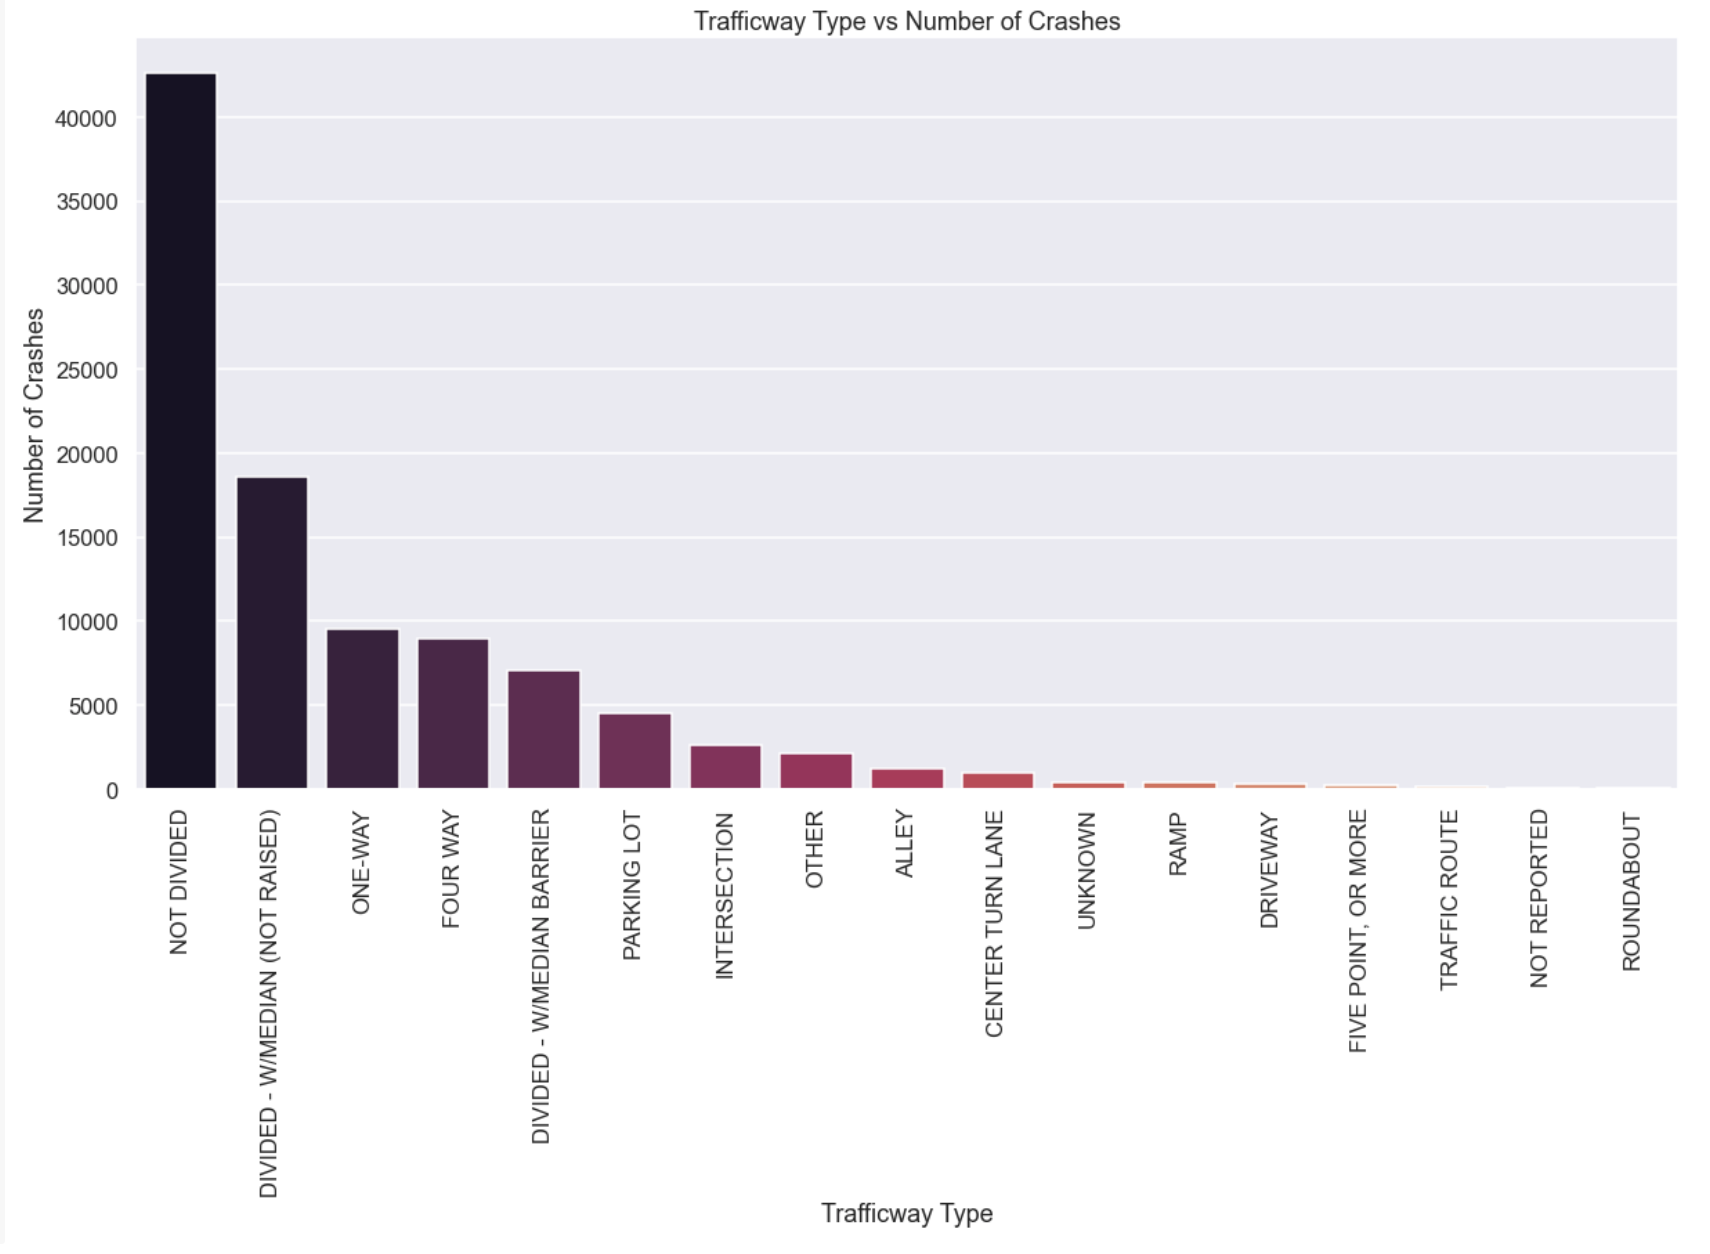 Trafficway Type vs Number of Crashes
Number of Crashes
40000
35000
30000
25000
20000
15000
10000
5000
0
NOT DIVIDED
DIVIDED - W/MEDIAN (NOT RAISED)
ONE-WAY
FOUR WAY
DIVIDED - W/MEDIAN BARRIER
PARKING LOT
INTERSECTION
OTHER
ALLEY
CENTER TURN LANE
UNKNOWN
RAMP
DRIVEWAY
FIVE POINT, OR MORE
TRAFFIC ROUTE
NOT REPORTED
ROUNDABOUT
Trafficway Type